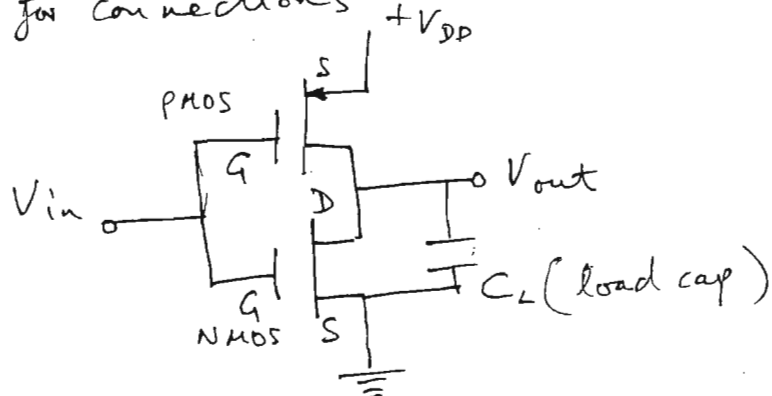 for connections
+VDD
S
PMOS
G
D
Vin
Vout
G
NMOS
S
CL (load cap)